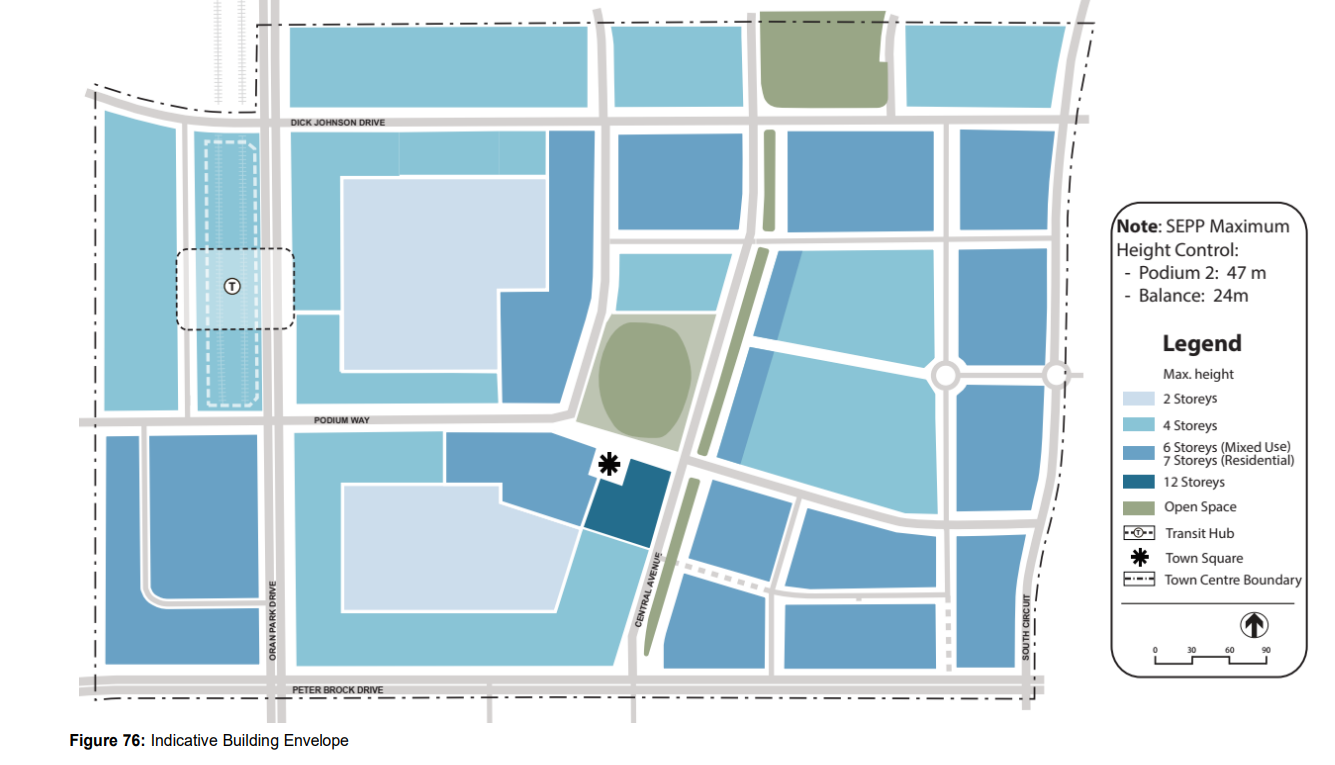 DICK JOHNSON DRIVE
T
PODIUM WAY
CENTRAL AVENUE
ORAN PARK DRIVE
SOUTH CIRCUIT
PETER BROCK DRIVE
Note: SEPP Maximum
Height Control:
- Podium 2: 47 m
- Balance: 24m
Legend
Max. height
2 Storeys
4 Storeys
6 Storeys (Mixed Use)
7 Storeys (Residential)
12 Storeys
Open Space
T Transit Hub
Town Square
Town Centre Boundary
0 30 60 90
Figure 76: Indicative Building Envelope